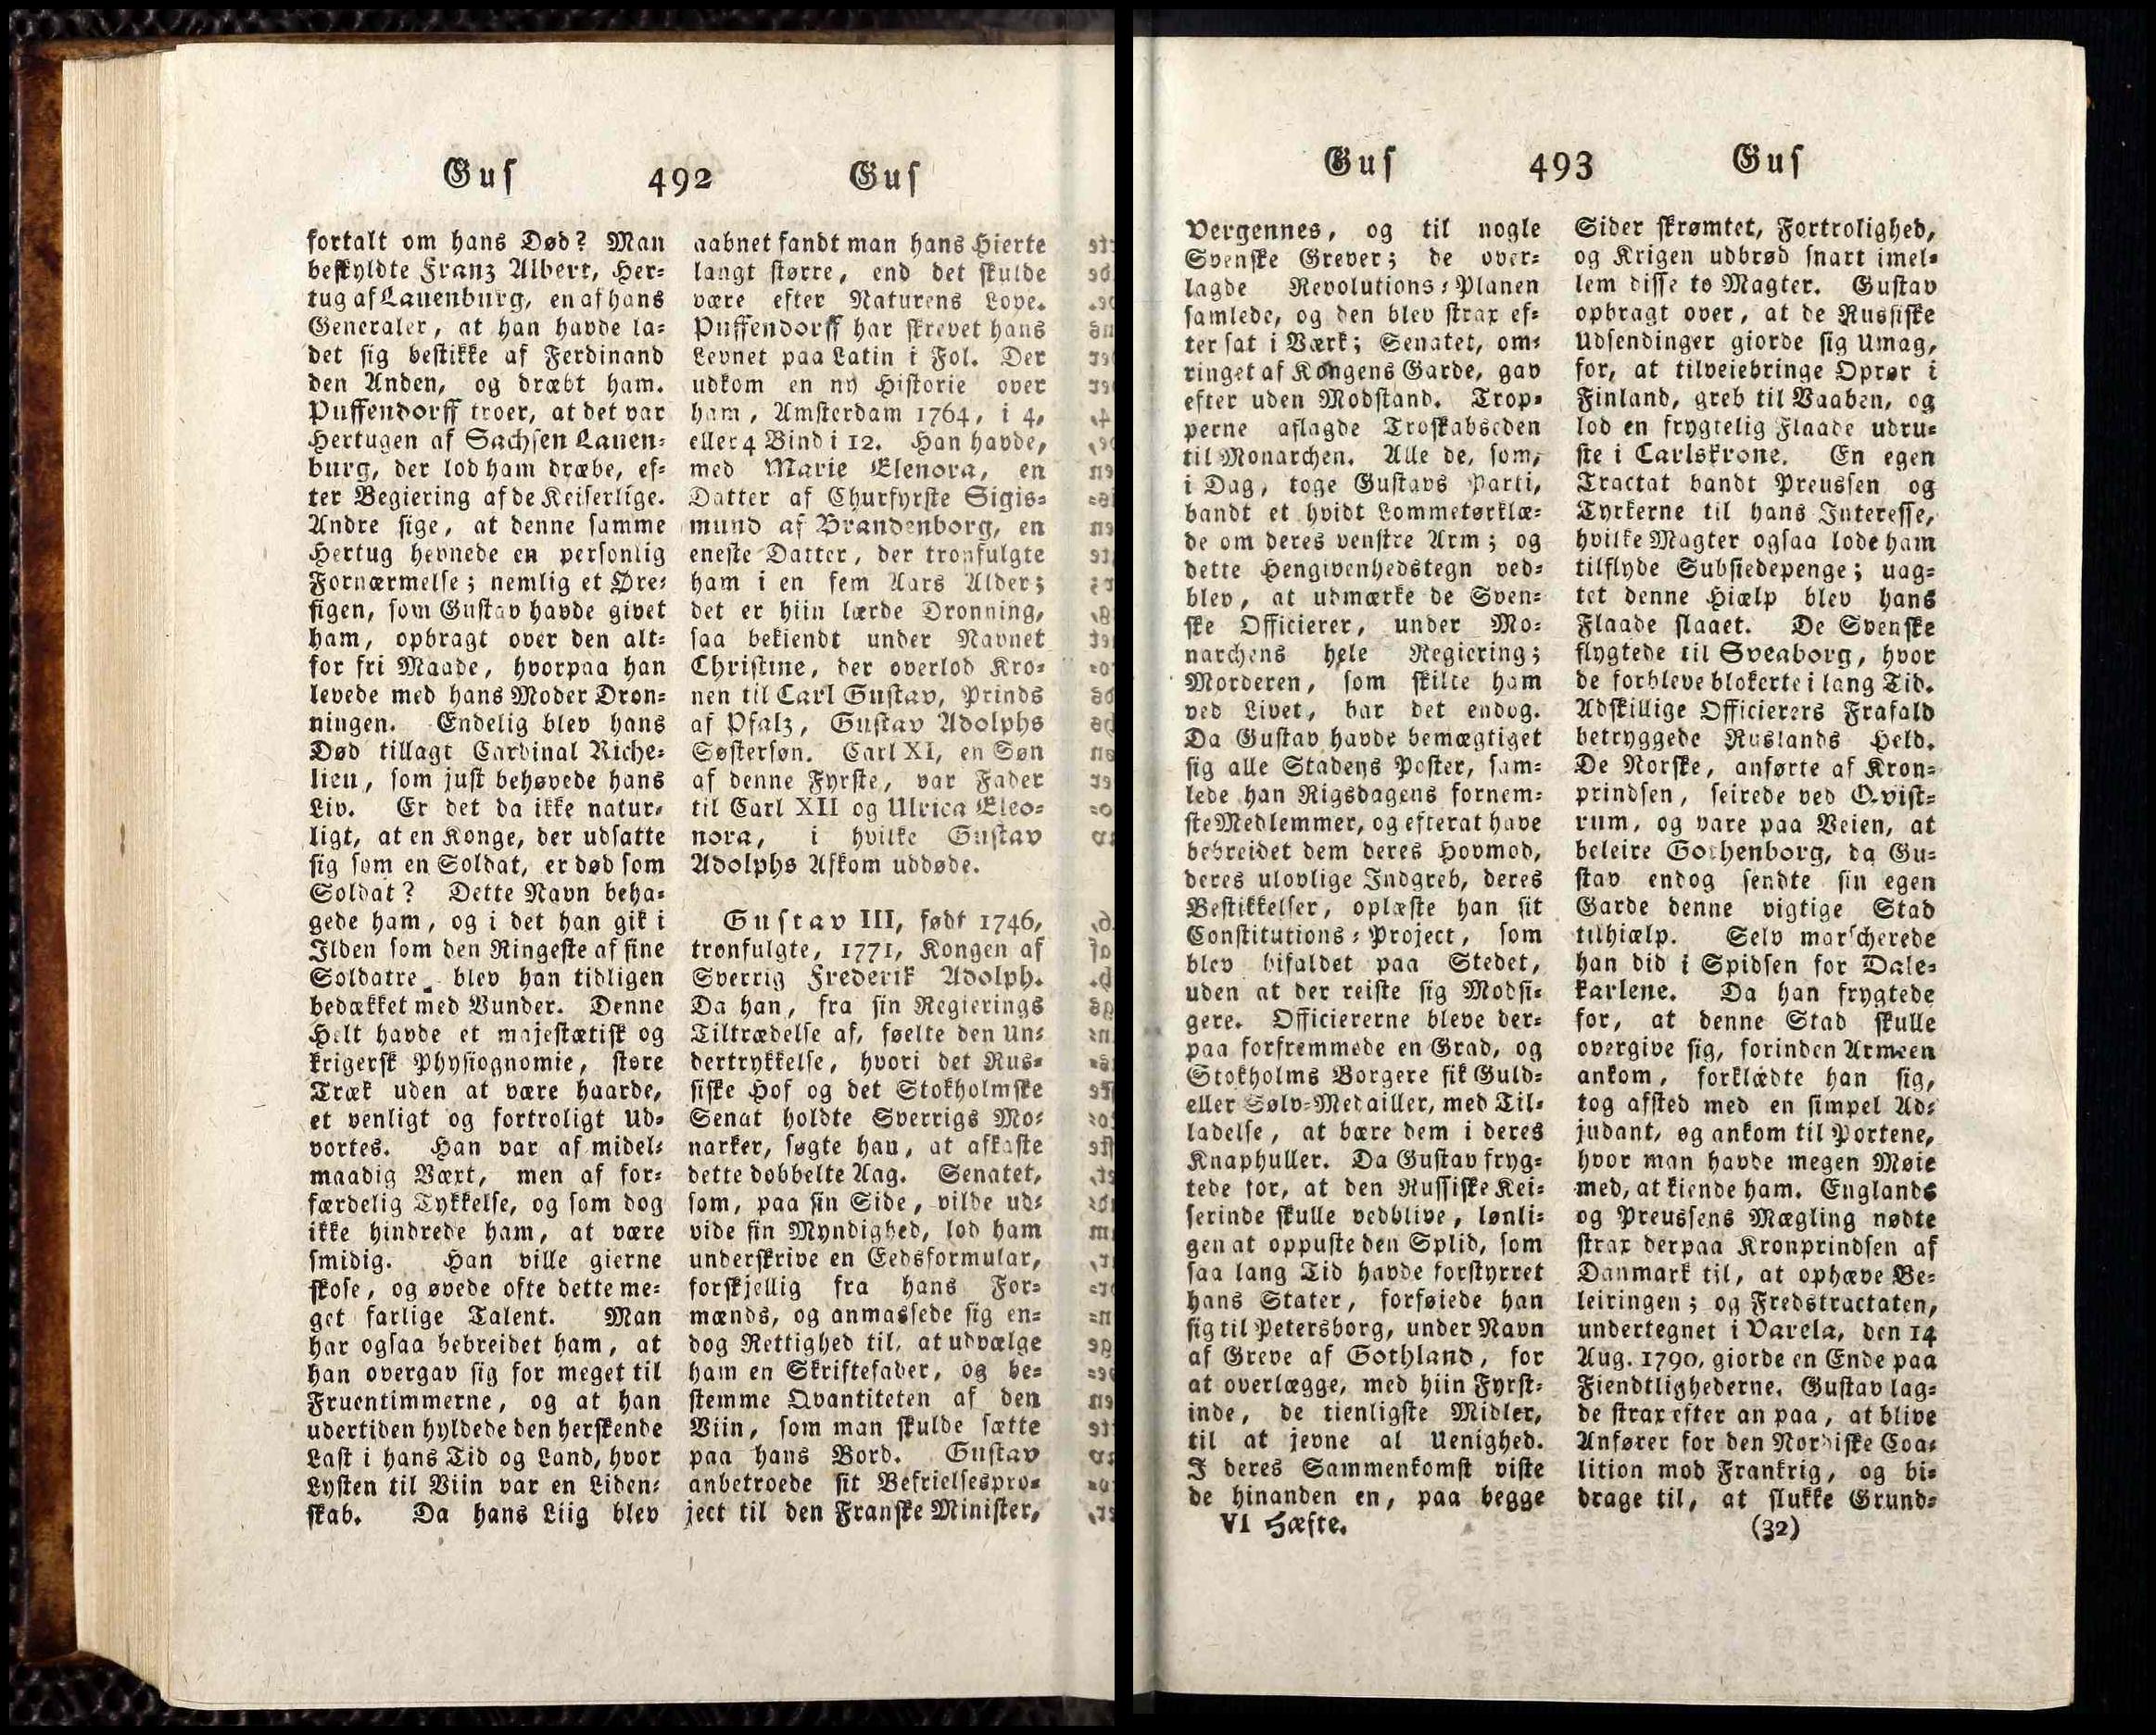 Gus 492 Gus
fortalt om hans Død? Man
beskyldte Franz Albert, Her-
tug af Lauenburg, en af hans
Generaler, at han havde la-
det sig bestikke af Ferdinand
den Anden, og dræbt ham.
Puffendorff troer, at det var
Hertugen af Sachsen Lauen-
burg, der lod ham dræbe, ef-
ter Begiering af de Keiserlige.
Andre sige, at denne samme
Hertug hevnede en personlig
Fornærmelse; nemlig et Øre-
figen, som Gustav havde givet
ham, opbragt over den alt-
for fri Maade, hvorpaa han
levede med hans Moder Dron-
ningen. Endelig blev hans
Død tillagt Cardinal Riche-
lieu, som just behøvede hans
Liv. Er det da ikke natur-
ligt, at en Konge, der udsatte
sig som en Soldat, er død som
Soldat? Dette Navn beha-
gede ham, og i det han gik i
Ilden som den Ringeste af sine
Soldatre blev han tidligen
bedækket med Vunder. Denne
Helt havde et majestætisk og
krigersk Physiognomie, store
Træk uden at være haarde,
et venligt og fortroligt Ud-
vortes. Han var af midel-
maadig Vært, men af for-
færdelig Tykkelse, og som dog
ikke hindrede ham, at være
smidig. Han ville gierne
skose, og øvede ofte dette me-
get farlige Talent. Man
har ogsaa bebreidet ham, at
han overgav sig for meget til
Fruentimmerne, og at han
udertiden hyldede den herskende
Last i hans Tid og Land, hvor
Lysten til Viin var en Liden-
skab. Da hans Liig blev
aabnet fandt man hans Hierte
langt større, end det skulde
være efter Naturens Love.
Puffendorff har skrevet hans
Levnet paa Latin i Fol. Der
udkom en ny Historie over
ham, Amsterdam 1764, i 4,
eller 4 Bind i 12. Han havde,
med Marie Elenora, en
Datter af Churfyrste Sigis-
mund af Brandenborg, en
eneste Datter, der tronfulgte
ham i en fem Aars Alder;
det er hiin lærde Dronning,
saa bekiendt under Navnet
Christine, der overlod Kro-
nen til Carl Gustav, Prinds
af Pfalz, Gustav Adolphs
Søstersøn. Carl XI, en Søn
af denne Fyrste, var Fader
til Carl XII og Ulrica Eleo-
nora, i hvilke Gustav
Adolphs Afkom uddøde.
Gustav III, født 1746,
tronfulgte, 1771, Kongen af
Sverrig Frederik Adolph.
Da han, fra sin Regierings
Tiltrædelse af, føelte den Un-
dertrykkelse, hvori det Rus-
siske Hof og det Stokholmske
Senat holdte Sverrigs Mo-
narker, søgte han, at afkaste
dette dobbelte Aag. Senatet,
som, paa sin Side, vilde ud-
vide sin Myndighed, lod ham
underskrive en Eedsformular,
forskjellig fra hans For-
mænds, og anmassede sig en-
dog Rettighed til, at udvælge
ham en Skriftefader, og be-
stemme Qvantiteten af den
Viin, som man skulde sætte
paa hans Bord. Gustav
anbetroede sit Befrielsespro-
ject til den Franske Minister,
Gus 493 Gus
Vergennes, og til nogle
Svenske Grever; de over-
lagde Revolutions-Planen
samlede, og den blev strax ef-
ter sat i Værk; Senatet, om-
ringet af Kongens Garde, gav
efter uden Modstand. Trop-
perne aflagde Troskabseden
til Monarchen. Alle de, som,
i Dag, toge Gustavs Parti,
bandt et hvidt Lommetørklæ-
de om deres venstre Arm; og
dette Hengivenhedstegn ved-
blev, at udmærke de Sven-
ske Officierer, under Mo-
narchens hele Regiering;
Morderen, som skilte ham
ved Livet, bar det endog.
Da Gustav havde bemægtiget
sig alle Stadens Poster, sam-
lede han Rigsdagens fornem-
ste Medlemmer, og efterat have
bebreidet dem deres Hovmod,
deres ulovlige Indgreb, deres
Bestikkelser, oplæste han sit
Constitutions-Project, som
blev bifaldet paa Stedet,
uden at der reiste sig Modsi-
gere. Officiererne bleve der-
paa forfremmede en Grad, og
Stokholms Borgere fik Guld-
eller Sølv-Medailler, med Til-
ladelse, at bære dem i deres
Knaphuller. Da Gustav fryg-
tede for, at den Russiske Kei-
serinde skulle vedblive, lønli-
gen at oppuste den Splid, som
saa lang Tid havde forstyrret
hans Stater, forføiede han
sig til Petersborg, under Navn
af Greve af Gothland, for
at overlægge, med hiin Fyrst-
inde, de tienligste Midler,
til at jevne al Uenighed.
I deres Sammenkomst viste
de hinanden en, paa begge
VI Hæfte.
Sider skrømtet, Fortrolighed,
og Krigen udbrød snart imel-
lem disse to Magter. Gustav
opbragt over, at de Russiske
Udsendinger giorde sig Umag,
for, at tilveiebringe Oprør i
Finland, greb til Vaaben, og
lod en frygtelig Flaade udru-
ste i Carlskrone. En egen
Tractat bandt Preussen og
Tyrkerne til hans Interesse,
hvilke Magter ogsaa lode ham
tilflyde Subsiedepenge; uag-
tet denne Hiælp blev hans
Flaade slaaet. De Svenske
flygtede til Sveaborg, hvor
de forbleve blokerte i lang Tid.
Adskillige Officierers Frafald
betryggede Ruslands Held.
De Norske, anførte af Kron-
prindsen, seirede ved Qvist-
rum, og vare paa Veien, at
beleire Gothenborg, da Gu-
stav endog sendte sin egen
Garde denne vigtige Stad
tilhiælp. Selv marscherede
han did i Spidsen for Dale-
karlene. Da han frygtede
for, at denne Stad skulle
overgive sig, forinden Armeen
ankom, forklædte han sig,
tog afsted med en simpel Ad-
judant, og ankom til Portene,
hvor man havde megen Møie
med, at kiende ham. Englands
og Preussens Mægling nødte
strax derpaa Kronprindsen af
Danmark til, at ophæve Be-
leiringen; og Fredstractaten,
undertegnet i Varela, den 14
Aug. 1790, giorde en Ende paa
Fiendtlighederne. Gustav lag-
de strax efter an paa, at blive
Anfører for den Nordiske Coa-
lition mod Frankrig, og bi-
drage til, at slukke Grund-
(32)